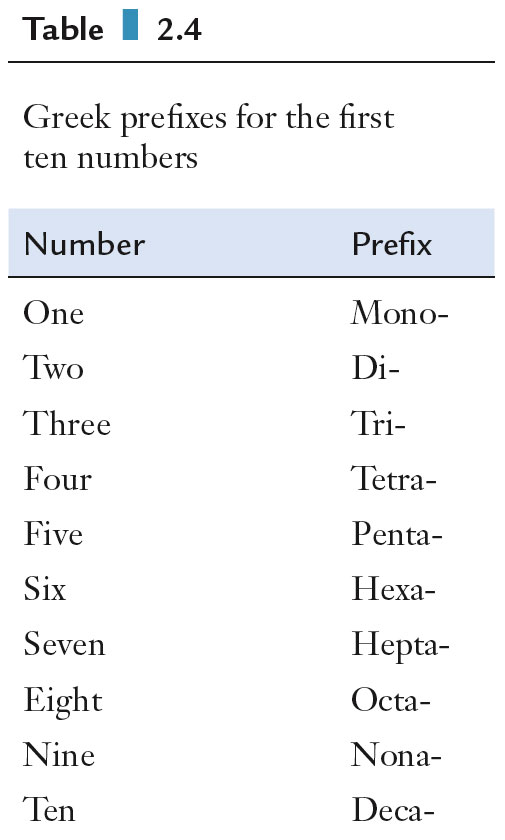 Table 2.4
Greek prefixes for the first
ten numbers
Number Prefix
One Mono-
Two Di-
Three Tri-
Four Tetra-
Five Penta-
Six Hexa-
Seven Hepta-
Eight Octa-
Nine Nona-
Ten Deca-